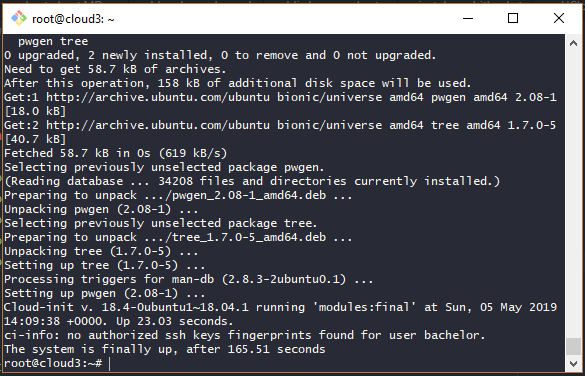 root@cloud3: ~
pwgen tree
0 upgraded, 2 newly installed, 0 to remove and 0 not upgraded.
Need to get 58.7 kB of archives.
After this operation, 158 kB of additional disk space will be used.
Get:1 http://archive.ubuntu.com/ubuntu bionic/universe amd64 pwgen amd64 2.08-1
[18.0 kB]
Get:2 http://archive.ubuntu.com/ubuntu bionic/universe amd64 tree amd64 1.7.0-5
[40.7 kB]
Fetched 58.7 kB in 0s (619 kB/s)
Selecting previously unselected package pwgen.
(Reading database ... 34208 files and directories currently installed.)
Preparing to unpack .../pwgen_2.08-1_amd64.deb ...
Unpacking pwgen (2.08-1) ...
Selecting previously unselected package tree.
Preparing to unpack .../tree_1.7.0-5_amd64.deb ...
Unpacking tree (1.7.0-5) ...
Setting up tree (1.7.0-5) ...
Processing triggers for man-db (2.8.3-2ubuntu0.1) ...
Setting up pwgen (2.08-1) ...
Cloud-init v. 18.4-0ubuntu1~18.04.1 running 'modules:final' at Sun, 05 May 2019
14:09:38 +0000. Up 23.03 seconds.
ci-info: no authorized ssh keys fingerprints found for user bachelor.
The system is finally up, after 165.51 seconds
root@cloud3:~#